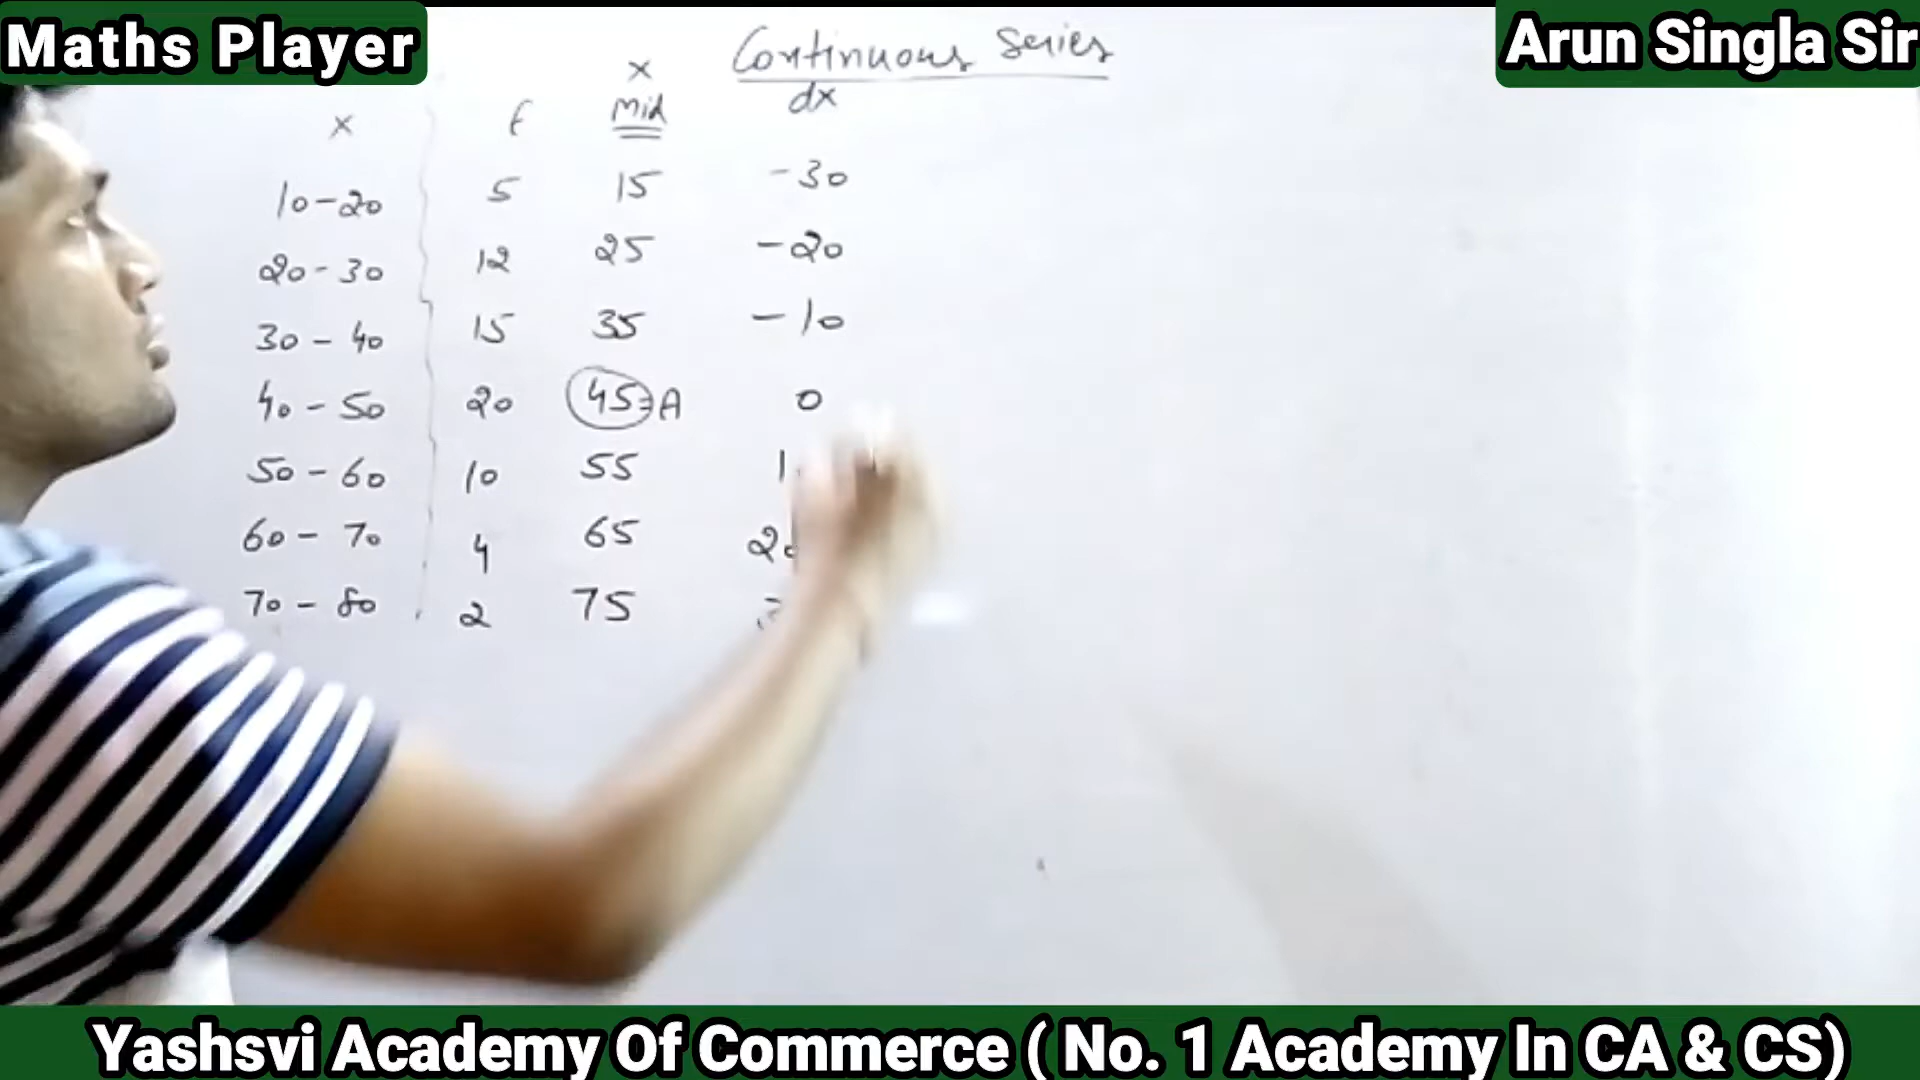 Maths Player
Arun Singla Sir
Continuous Series
x f x Mid dx
10-20 5 15 -30
20-30 12 25 -20
30-40 15 35 -10
40-50 20 45=A 0
50-60 10 55
60-70 4 65
70-80 2 75
Yashsvi Academy Of Commerce ( No. 1 Academy In CA & CS)